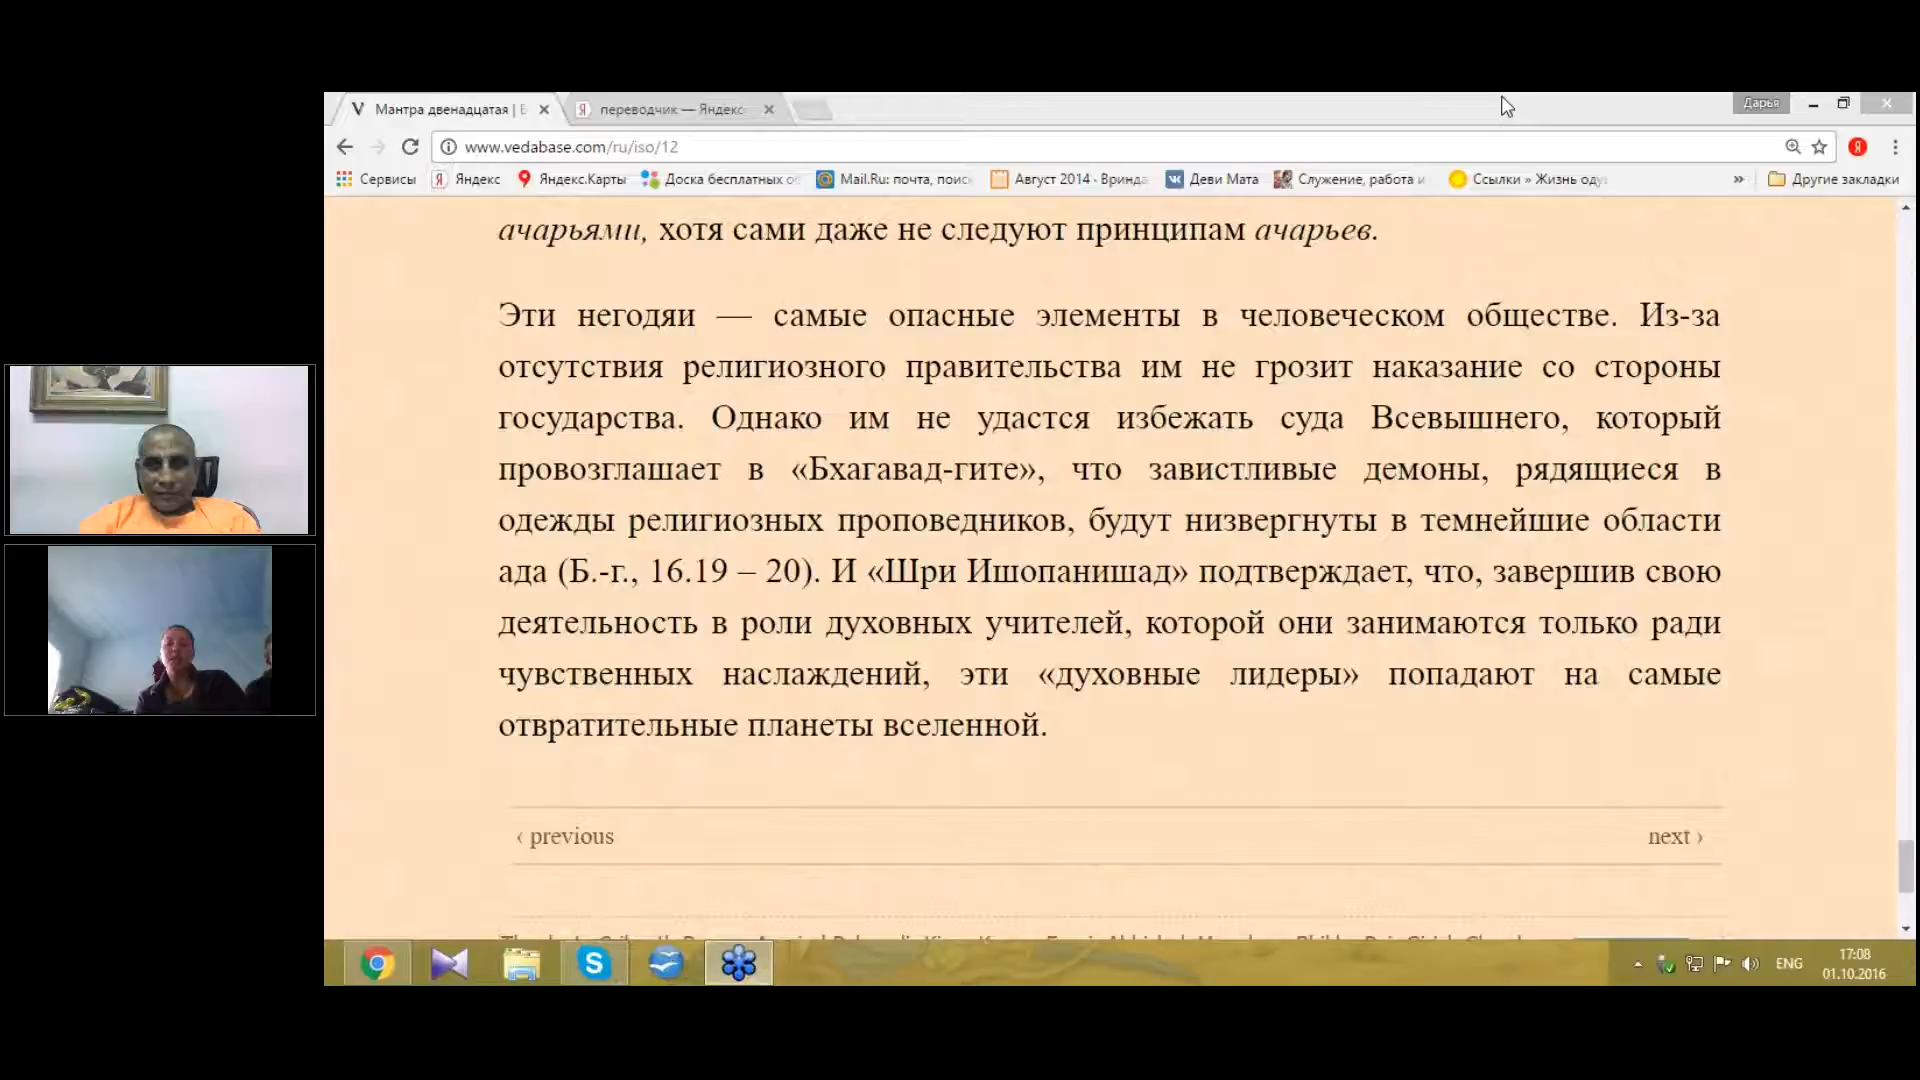 Мантра двенадцатая |
переводчик — Яндекс
Дарья
www.vedabase.com/ru/iso/12
Сервисы
Яндекс
Яндекс.Карты
Доска бесплатных
Mail.Ru: почта, поиск
Август 2014 - Вринда
Деви Мата
Служение, работа и
Ссылки » Жизнь
»
Другие закладки
ачарьями, хотя сами даже не следуют принципам ачарьев.
Эти негодяи — самые опасные элементы в человеческом обществе. Из-за
отсутствия религиозного правительства им не грозит наказание со стороны
государства. Однако им не удастся избежать суда Всевышнего, который
провозглашает в «Бхагавад-гите», что завистливые демоны, рядящиеся в
одежды религиозных проповедников, будут низвергнуты в темнейшие области
ада (Б.-г., 16.19 – 20). И «Шри Ишопанишад» подтверждает, что, завершив свою
деятельность в роли духовных учителей, которой они занимаются только ради
чувственных наслаждений, эти «духовные лидеры» попадают на самые
отвратительные планеты вселенной.
‹ previous
next ›
ENG
17:08
01.10.2016